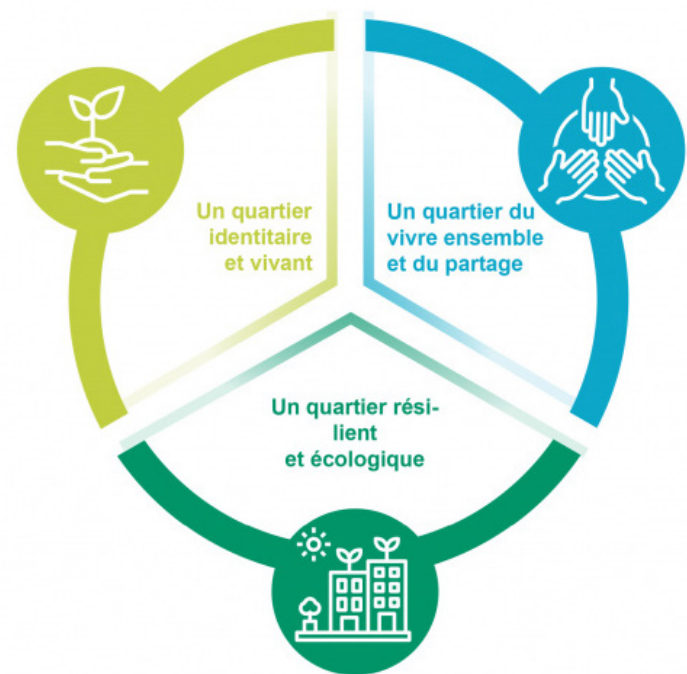 Un quartier
identitaire
et vivant
Un quartier du
vivre ensemble
et du partage
Un quartier rési-
lient
et écologique